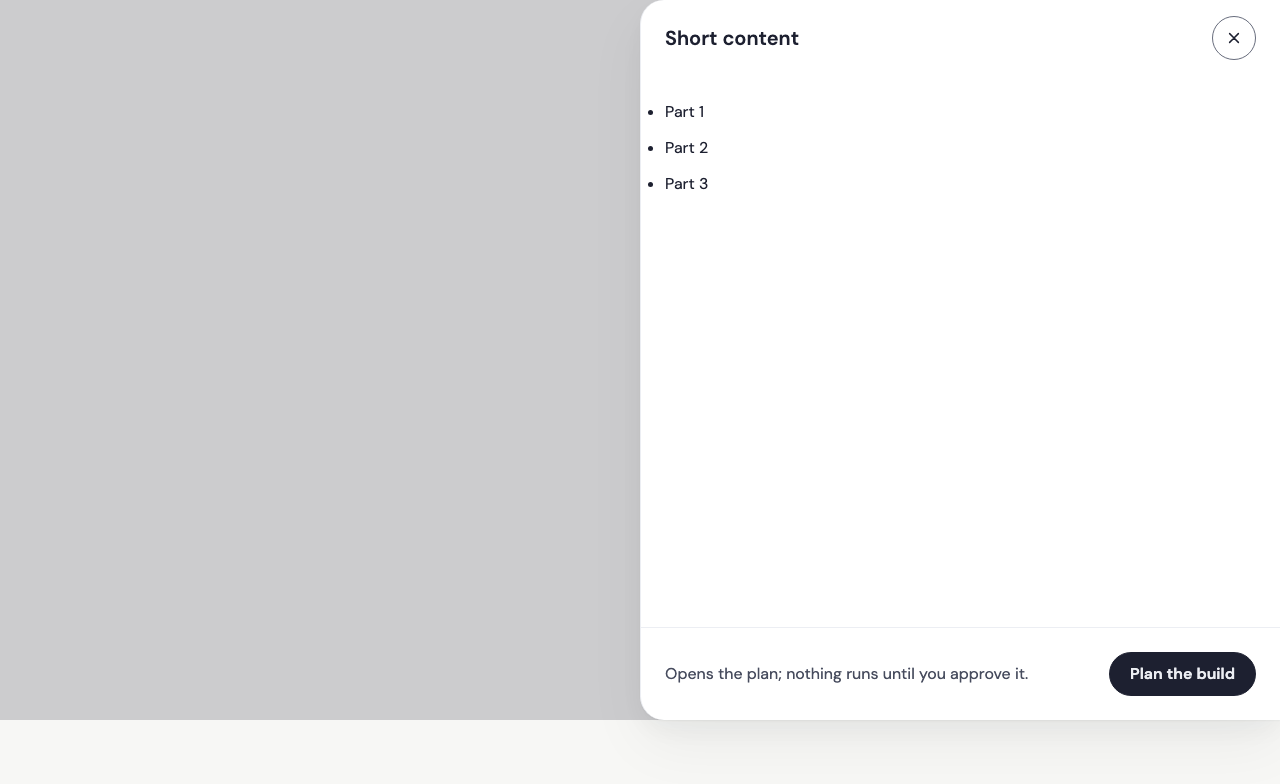 Short content
Part 1
Part 2
Part 3
Opens the plan; nothing runs until you approve it.
Plan the build